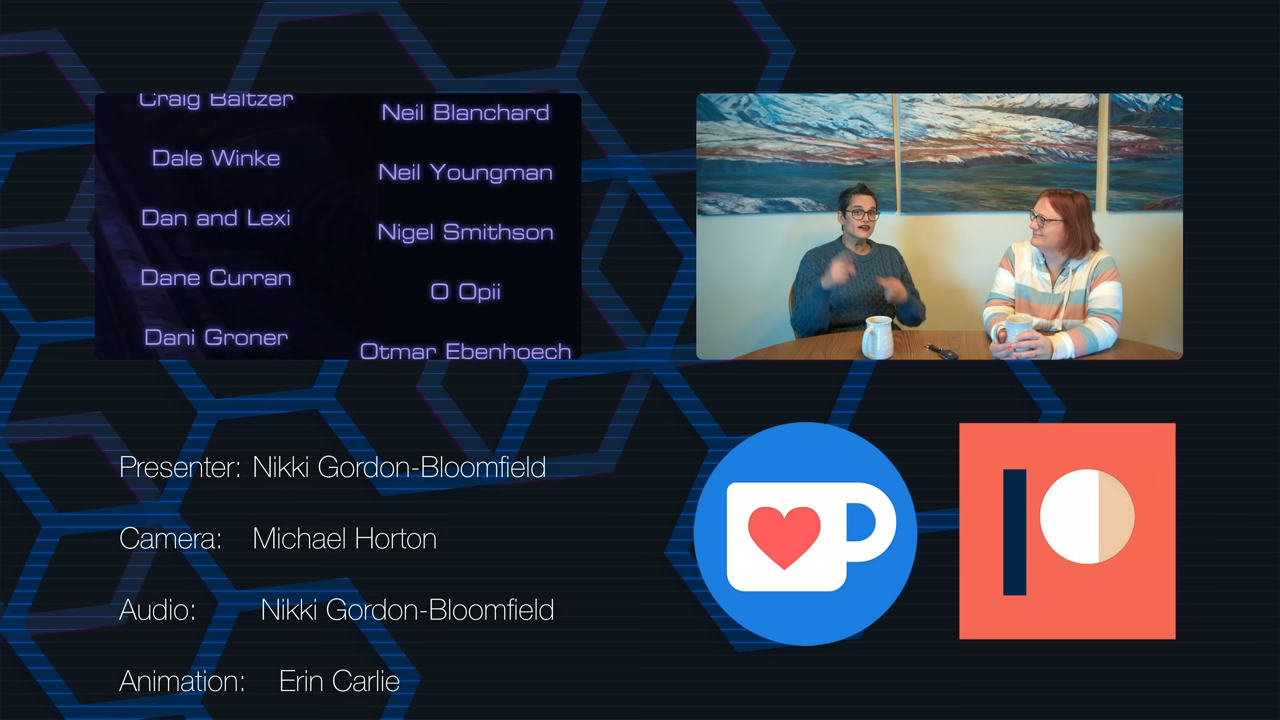 Craig Baltzer
Dale Winke
Dan and Lexi
Dane Curran
Dani Groner
Neil Blanchard
Neil Youngman
Nigel Smithson
O Opii
Otmar Ebenhoech
Presenter: Nikki Gordon-Bloomfield
Camera: Michael Horton
Audio: Nikki Gordon-Bloomfield
Animation: Erin Carlie